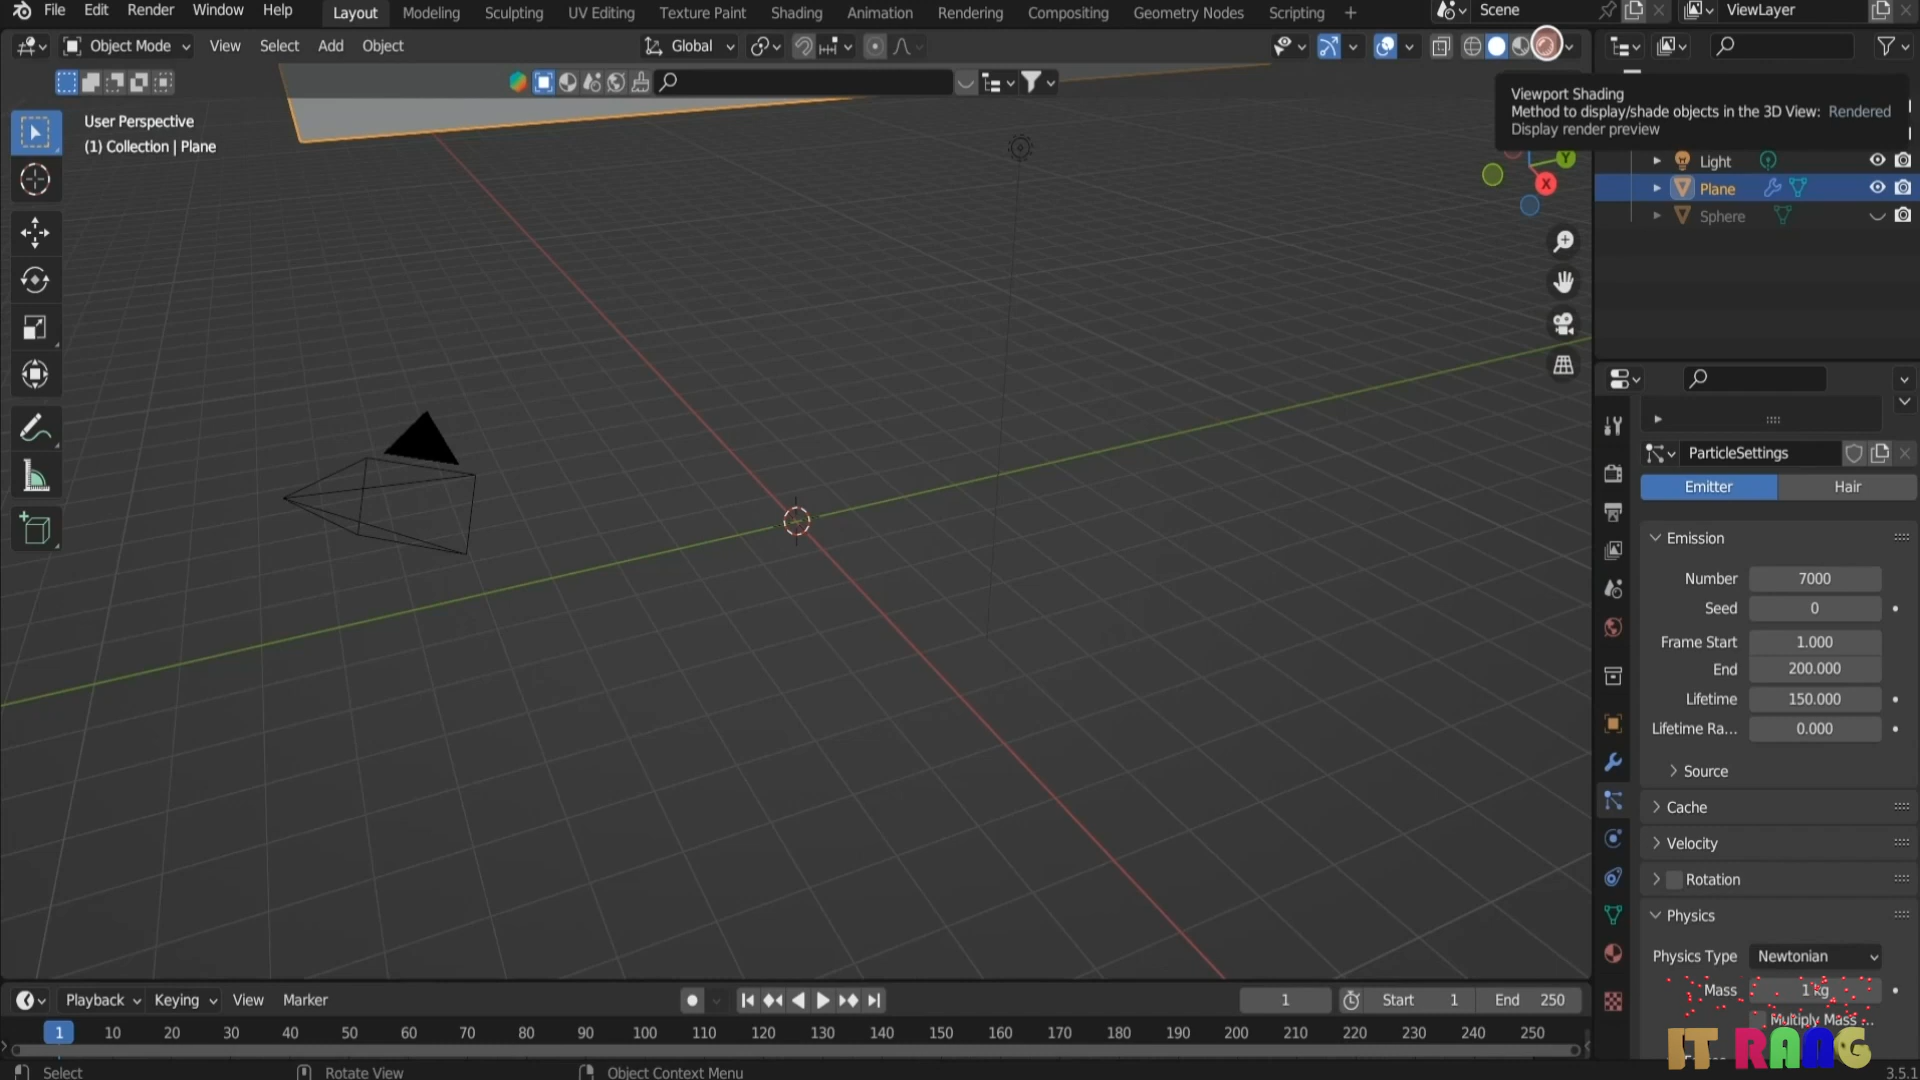 File Edit Render Window Help Layout Modeling Sculpting UV Editing Texture Paint Shading Animation Rendering Compositing Geometry Nodes Scripting + Scene ViewLayer
Object Mode View Select Add Object Global
User Perspective
(1) Collection | Plane
Viewport Shading
Method to display/shade objects in the 3D View: Rendered
Display render preview
Y
X
Light
Plane
Sphere
ParticleSettings
Emitter Hair
Emission
Number 7000
Seed 0
Frame Start 1.000
End 200.000
Lifetime 150.000
Lifetime Ra... 0.000
Source
Cache
Velocity
Rotation
Physics
Physics Type Newtonian
Mass 1 kg
Multiply Mass ...
IT RANG
Playback Keying View Marker 1 Start 1 End 250
1 10 20 30 40 50 60 70 80 90 100 110 120 130 140 150 160 170 180 190 200 210 220 230 240 250
Select Rotate View Object Context Menu 3.5.1